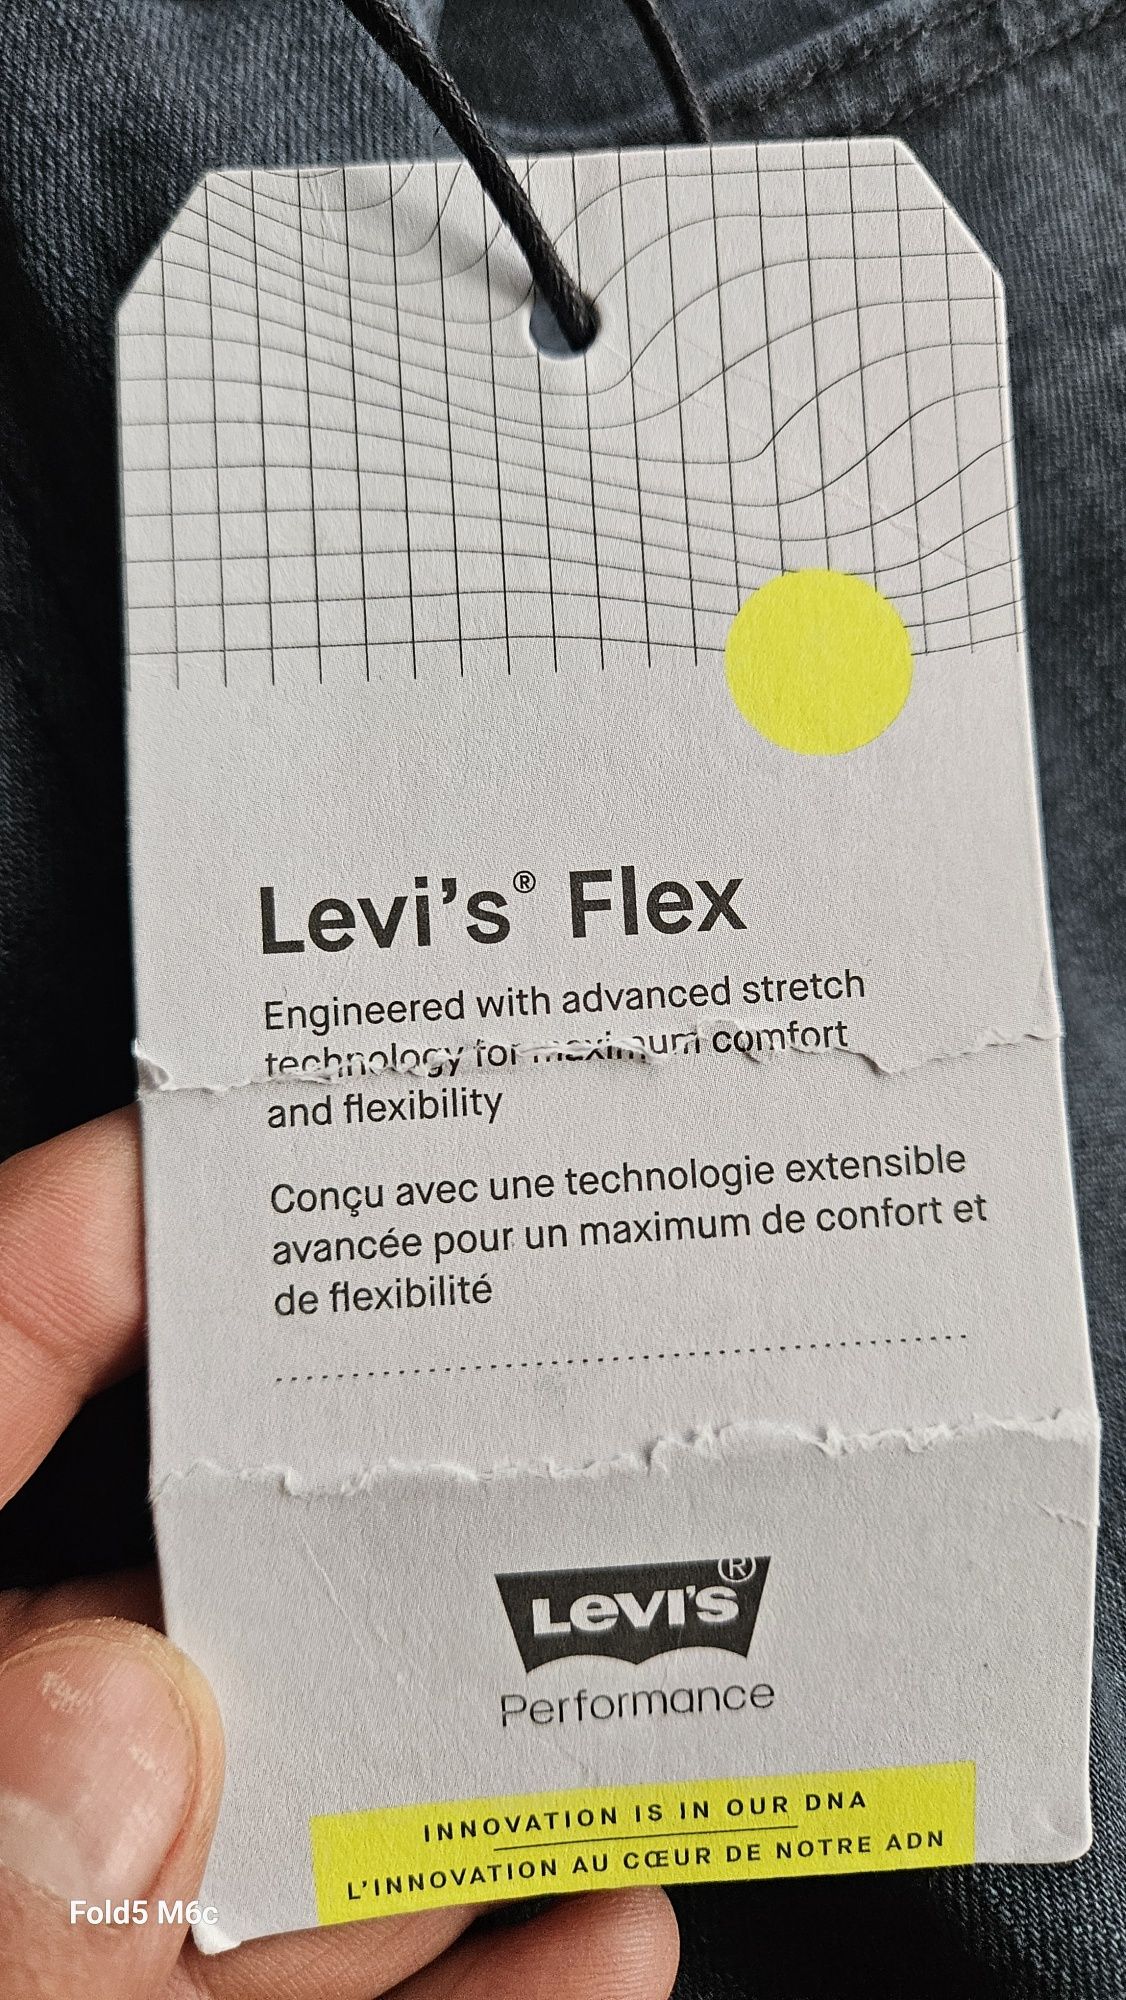 Levi's® Flex
Engineered with advanced stretch
technology for maximum comfort
and flexibility
Conçu avec une technologie extensible
avancée pour un maximum de confort et
de flexibilité
Levi's®
Performance
INNOVATION IS IN OUR DNA
L'INNOVATION AU CŒUR DE NOTRE ADN
Fold5 M6c